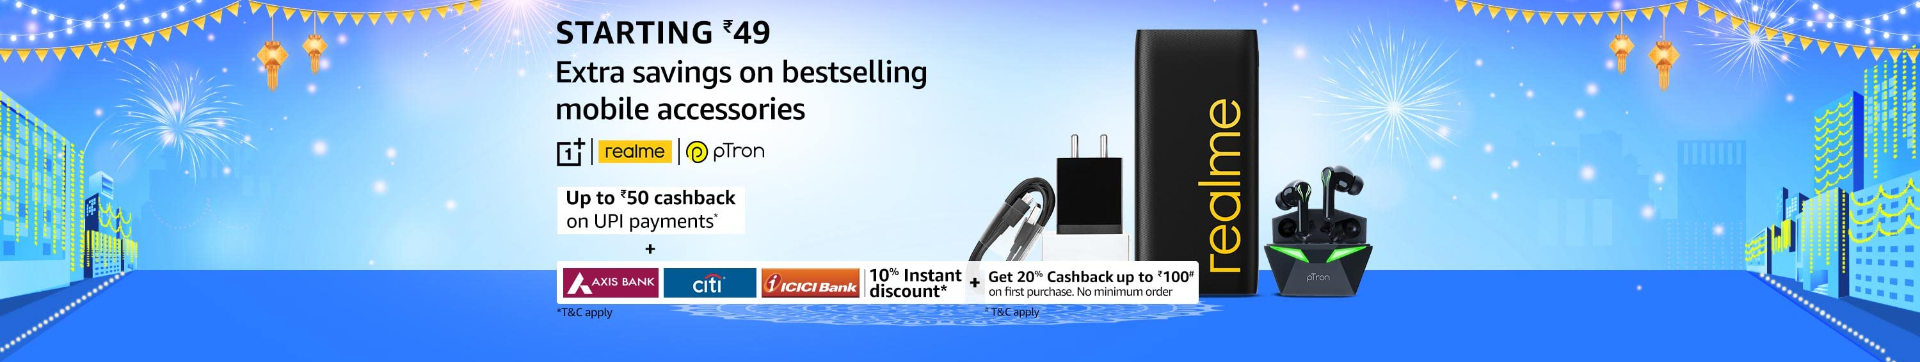 STARTING ₹49
Extra savings on bestselling
mobile accessories
1+ | realme | pTron
Up to ₹50 cashback
on UPI payments*
+
AXIS BANK citi ICICI Bank 10% Instant discount* + Get 20% Cashback up to ₹100#
on first purchase. No minimum order
*T&C apply
# T&C apply
realme
pTron